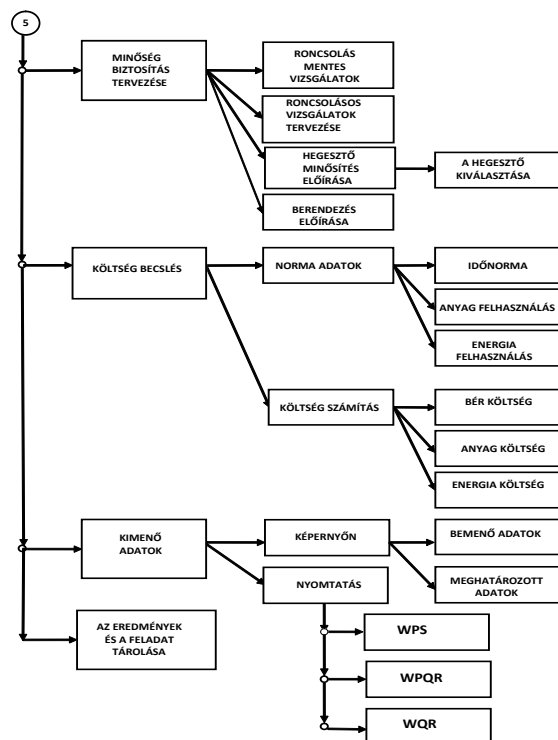 5
MINŐSÉG
BIZTOSÍTÁS
TERVEZÉSE
RONCSOLÁS
MENTES
VIZSGÁLATOK
RONCSOLÁSOS
VIZSGÁLATOK
TERVEZÉSE
HEGESZTŐ
MINŐSÍTÉS
ELŐÍRÁSA
A HEGESZTŐ
KIVÁLASZTÁSA
BERENDEZÉS
ELŐÍRÁSA
KÖLTSÉG BECSLÉS
NORMA ADATOK
IDŐNORMA
ANYAG FELHASZNÁLÁS
ENERGIA
FELHASZNÁLÁS
KÖLTSÉG SZÁMÍTÁS
BÉR KÖLTSÉG
ANYAG KÖLTSÉG
ENERGIA KÖLTSÉG
KIMENŐ
ADATOK
KÉPERNYŐN
BEMENŐ ADATOK
MEGHATÁROZOTT
ADATOK
NYOMTATÁS
AZ EREDMÉNYEK
ÉS A FELADAT
TÁROLÁSA
WPS
WPQR
WQR